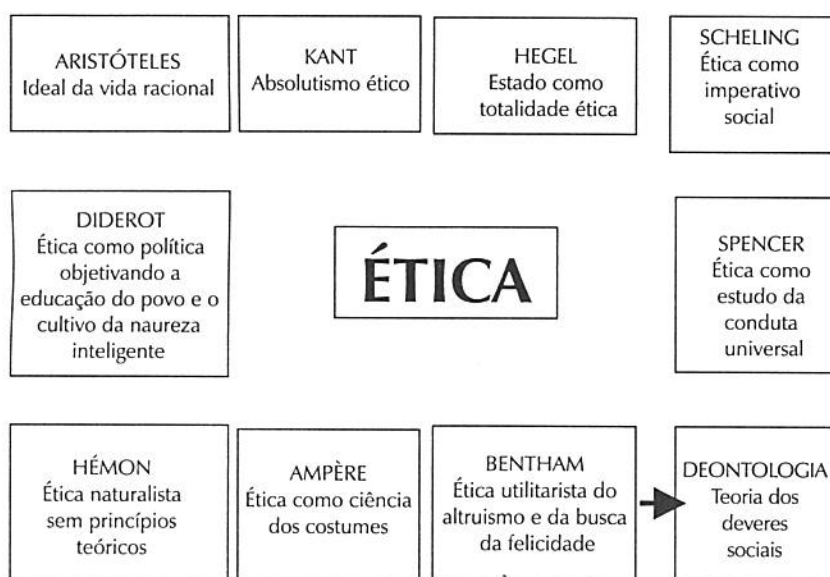 ARISTÓTELES
Ideal da vida racional
KANT
Absolutismo ético
HEGEL
Estado como
totalidade ética
SCHELING
Ética como
imperativo
social
DIDEROT
Ética como política
objetivando a
educação do povo e o
cultivo da naureza
inteligente
ÉTICA
SPENCER
Ética como
estudo da
conduta
universal
HÉMON
Ética naturalista
sem princípios
teóricos
AMPÈRE
Ética como ciência
dos costumes
BENTHAM
Ética utilitarista do
altruismo e da busca
da felicidade
DEONTOLOGIA
Teoria dos
deveres
sociais